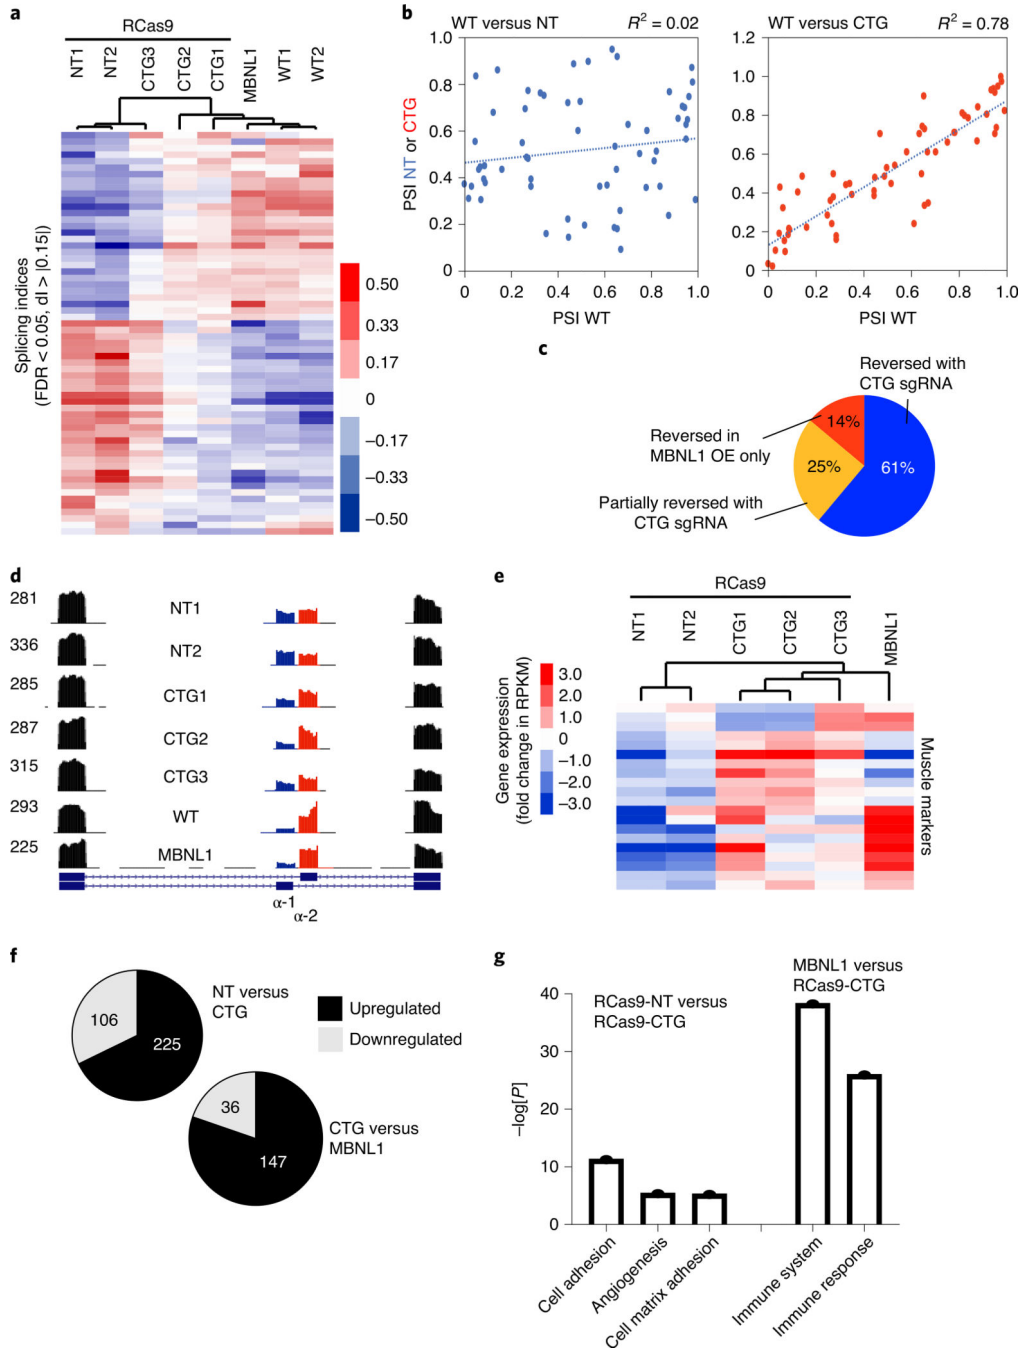 a
RCas9
NT1
NT2
CTG3
CTG2
CTG1
MBNL1
WT1
WT2
Splicing indices
(FDR < 0.05, dI > |0.15|)
0.50
0.33
0.17
0
–0.17
–0.33
–0.50
b
WT versus NT
R² = 0.02
PSI NT or CTG
1.0
0.8
0.6
0.4
0.2
0
0
0.2
0.4
0.6
0.8
1.0
PSI WT
WT versus CTG
R² = 0.78
1.2
1.0
0.8
0.6
0.4
0.2
0
0
0.2
0.4
0.6
0.8
1.0
PSI WT
c
Reversed with
CTG sgRNA
Reversed in
MBNL1 OE only
Partially reversed with
CTG sgRNA
14%
25%
61%
d
281
NT1
336
NT2
285
CTG1
287
CTG2
315
CTG3
293
WT
225
MBNL1
α-1
α-2
e
RCas9
NT1
NT2
CTG1
CTG2
CTG3
MBNL1
Gene expression
(fold change in RPKM)
3.0
2.0
1.0
0
–1.0
–2.0
–3.0
Muscle markers
f
NT versus
CTG
106
225
Upregulated
Downregulated
36
147
CTG versus
MBNL1
g
–log[P]
40
30
20
10
0
RCas9-NT versus
RCas9-CTG
MBNL1 versus
RCas9-CTG
Cell adhesion
Angiogenesis
Cell matrix adhesion
Immune system
Immune response